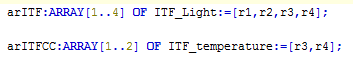 arITF:ARRAY[1..4] OF ITF_Light:=[r1,r2,r3,r4];
arITFCC:ARRAY[1..2] OF ITF_temperature:=[r3,r4];